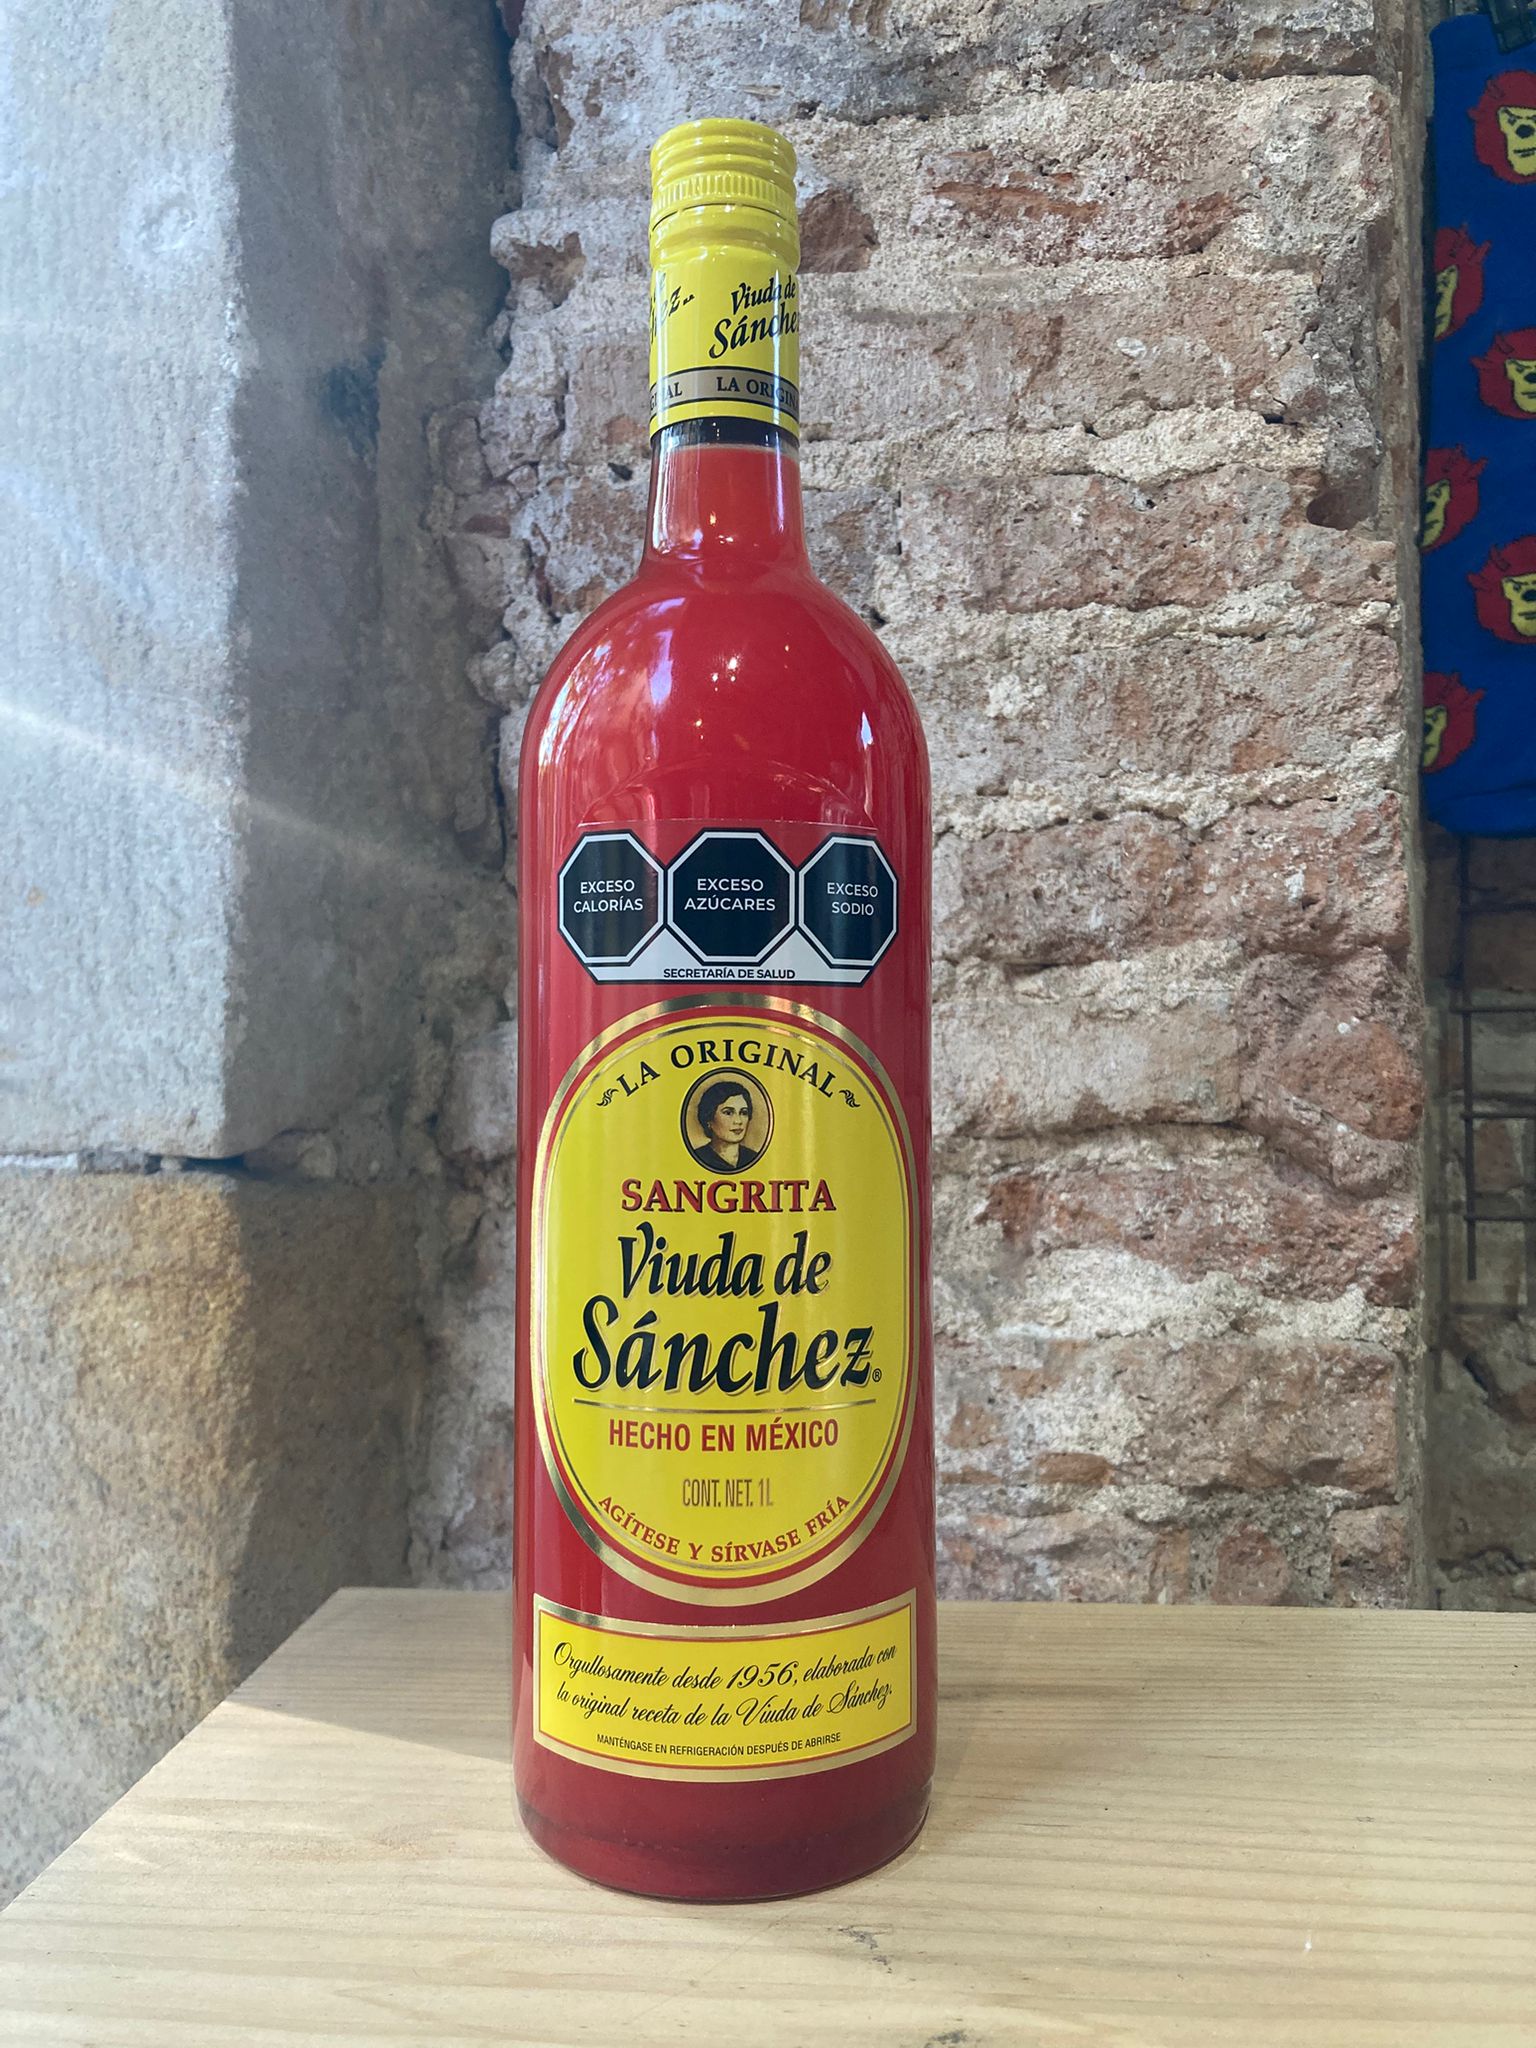 Viuda de
Sánchez
LA ORIGINAL
EXCESO
CALORÍAS
EXCESO
AZÚCARES
EXCESO
SODIO
SECRETARÍA DE SALUD
LA ORIGINAL
SANGRITA
Viuda de
Sánchez®
HECHO EN MÉXICO
CONT. NET. 1L
AGÍTESE Y SÍRVASE FRÍA
Orgullosamente desde 1956, elaborada con
la original receta de la Viuda de Sánchez.
MANTÉNGASE EN REFRIGERACIÓN DESPUÉS DE ABRIRSE